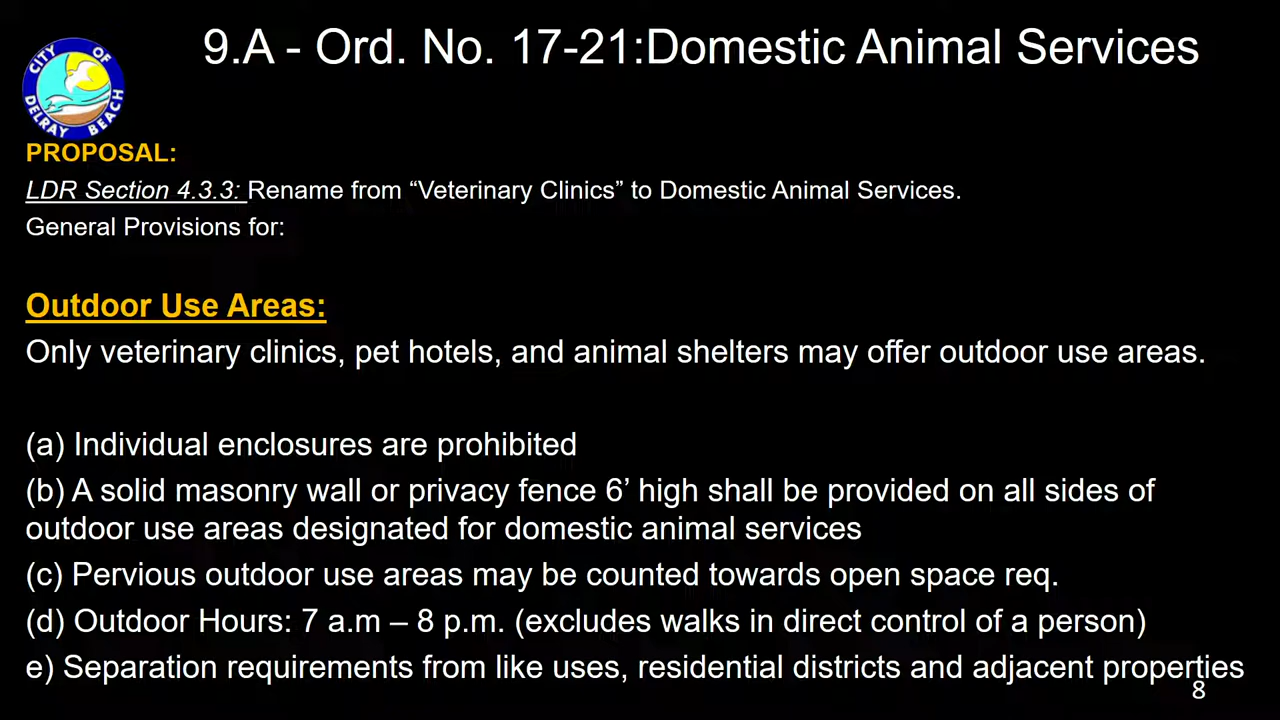 9.A - Ord. No. 17-21:Domestic Animal Services
CITY OF
DELRAY BEACH
PROPOSAL:
LDR Section 4.3.3: Rename from “Veterinary Clinics” to Domestic Animal Services.
General Provisions for:
Outdoor Use Areas:
Only veterinary clinics, pet hotels, and animal shelters may offer outdoor use areas.
(a) Individual enclosures are prohibited
(b) A solid masonry wall or privacy fence 6’ high shall be provided on all sides of
outdoor use areas designated for domestic animal services
(c) Pervious outdoor use areas may be counted towards open space req.
(d) Outdoor Hours: 7 a.m – 8 p.m. (excludes walks in direct control of a person)
e) Separation requirements from like uses, residential districts and adjacent properties
8